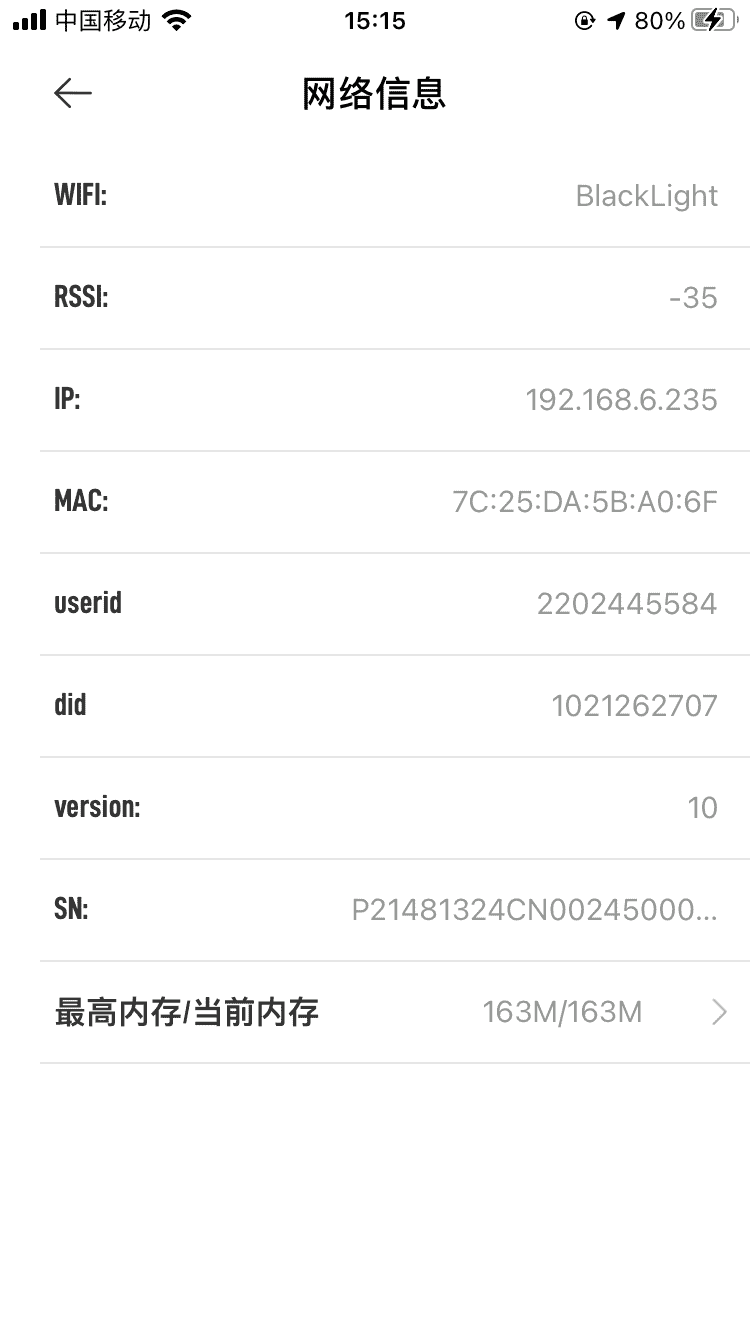 中国移动 15:15 80%
网络信息
WIFI: BlackLight
RSSI: -35
IP: 192.168.6.235
MAC: 7C:25:DA:5B:A0:6F
userid 2202445584
did 1021262707
version: 10
SN: P21481324CN00245000...
最高内存/当前内存 163M/163M